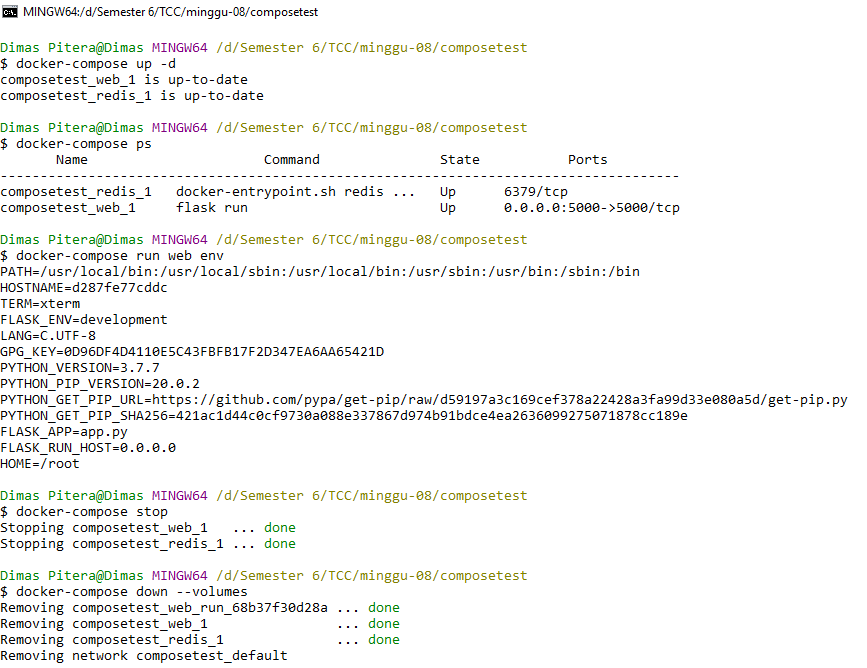 MINGW64:/d/Semester 6/TCC/minggu-08/composetest
Dimas Pitera@Dimas MINGW64 /d/Semester 6/TCC/minggu-08/composetest
$ docker-compose up -d
composetest_web_1 is up-to-date
composetest_redis_1 is up-to-date
Dimas Pitera@Dimas MINGW64 /d/Semester 6/TCC/minggu-08/composetest
$ docker-compose ps
       Name                      Command               State           Ports
-------------------------------------------------------------------------------------
composetest_redis_1   docker-entrypoint.sh redis ...   Up      6379/tcp
composetest_web_1     flask run                        Up      0.0.0.0:5000->5000/tcp
Dimas Pitera@Dimas MINGW64 /d/Semester 6/TCC/minggu-08/composetest
$ docker-compose run web env
PATH=/usr/local/bin:/usr/local/sbin:/usr/local/bin:/usr/sbin:/usr/bin:/sbin:/bin
HOSTNAME=d287fe77cddc
TERM=xterm
FLASK_ENV=development
LANG=C.UTF-8
GPG_KEY=0D96DF4D4110E5C43FBFB17F2D347EA6AA65421D
PYTHON_VERSION=3.7.7
PYTHON_PIP_VERSION=20.0.2
PYTHON_GET_PIP_URL=https://github.com/pypa/get-pip/raw/d59197a3c169cef378a22428a3fa99d33e080a5d/get-pip.py
PYTHON_GET_PIP_SHA256=421ac1d44c0cf9730a088e337867d974b91bdce4ea2636099275071878cc189e
FLASK_APP=app.py
FLASK_RUN_HOST=0.0.0.0
HOME=/root
Dimas Pitera@Dimas MINGW64 /d/Semester 6/TCC/minggu-08/composetest
$ docker-compose stop
Stopping composetest_web_1   ... done
Stopping composetest_redis_1 ... done
Dimas Pitera@Dimas MINGW64 /d/Semester 6/TCC/minggu-08/composetest
$ docker-compose down --volumes
Removing composetest_web_run_68b37f30d28a ... done
Removing composetest_web_1                ... done
Removing composetest_redis_1              ... done
Removing network composetest_default